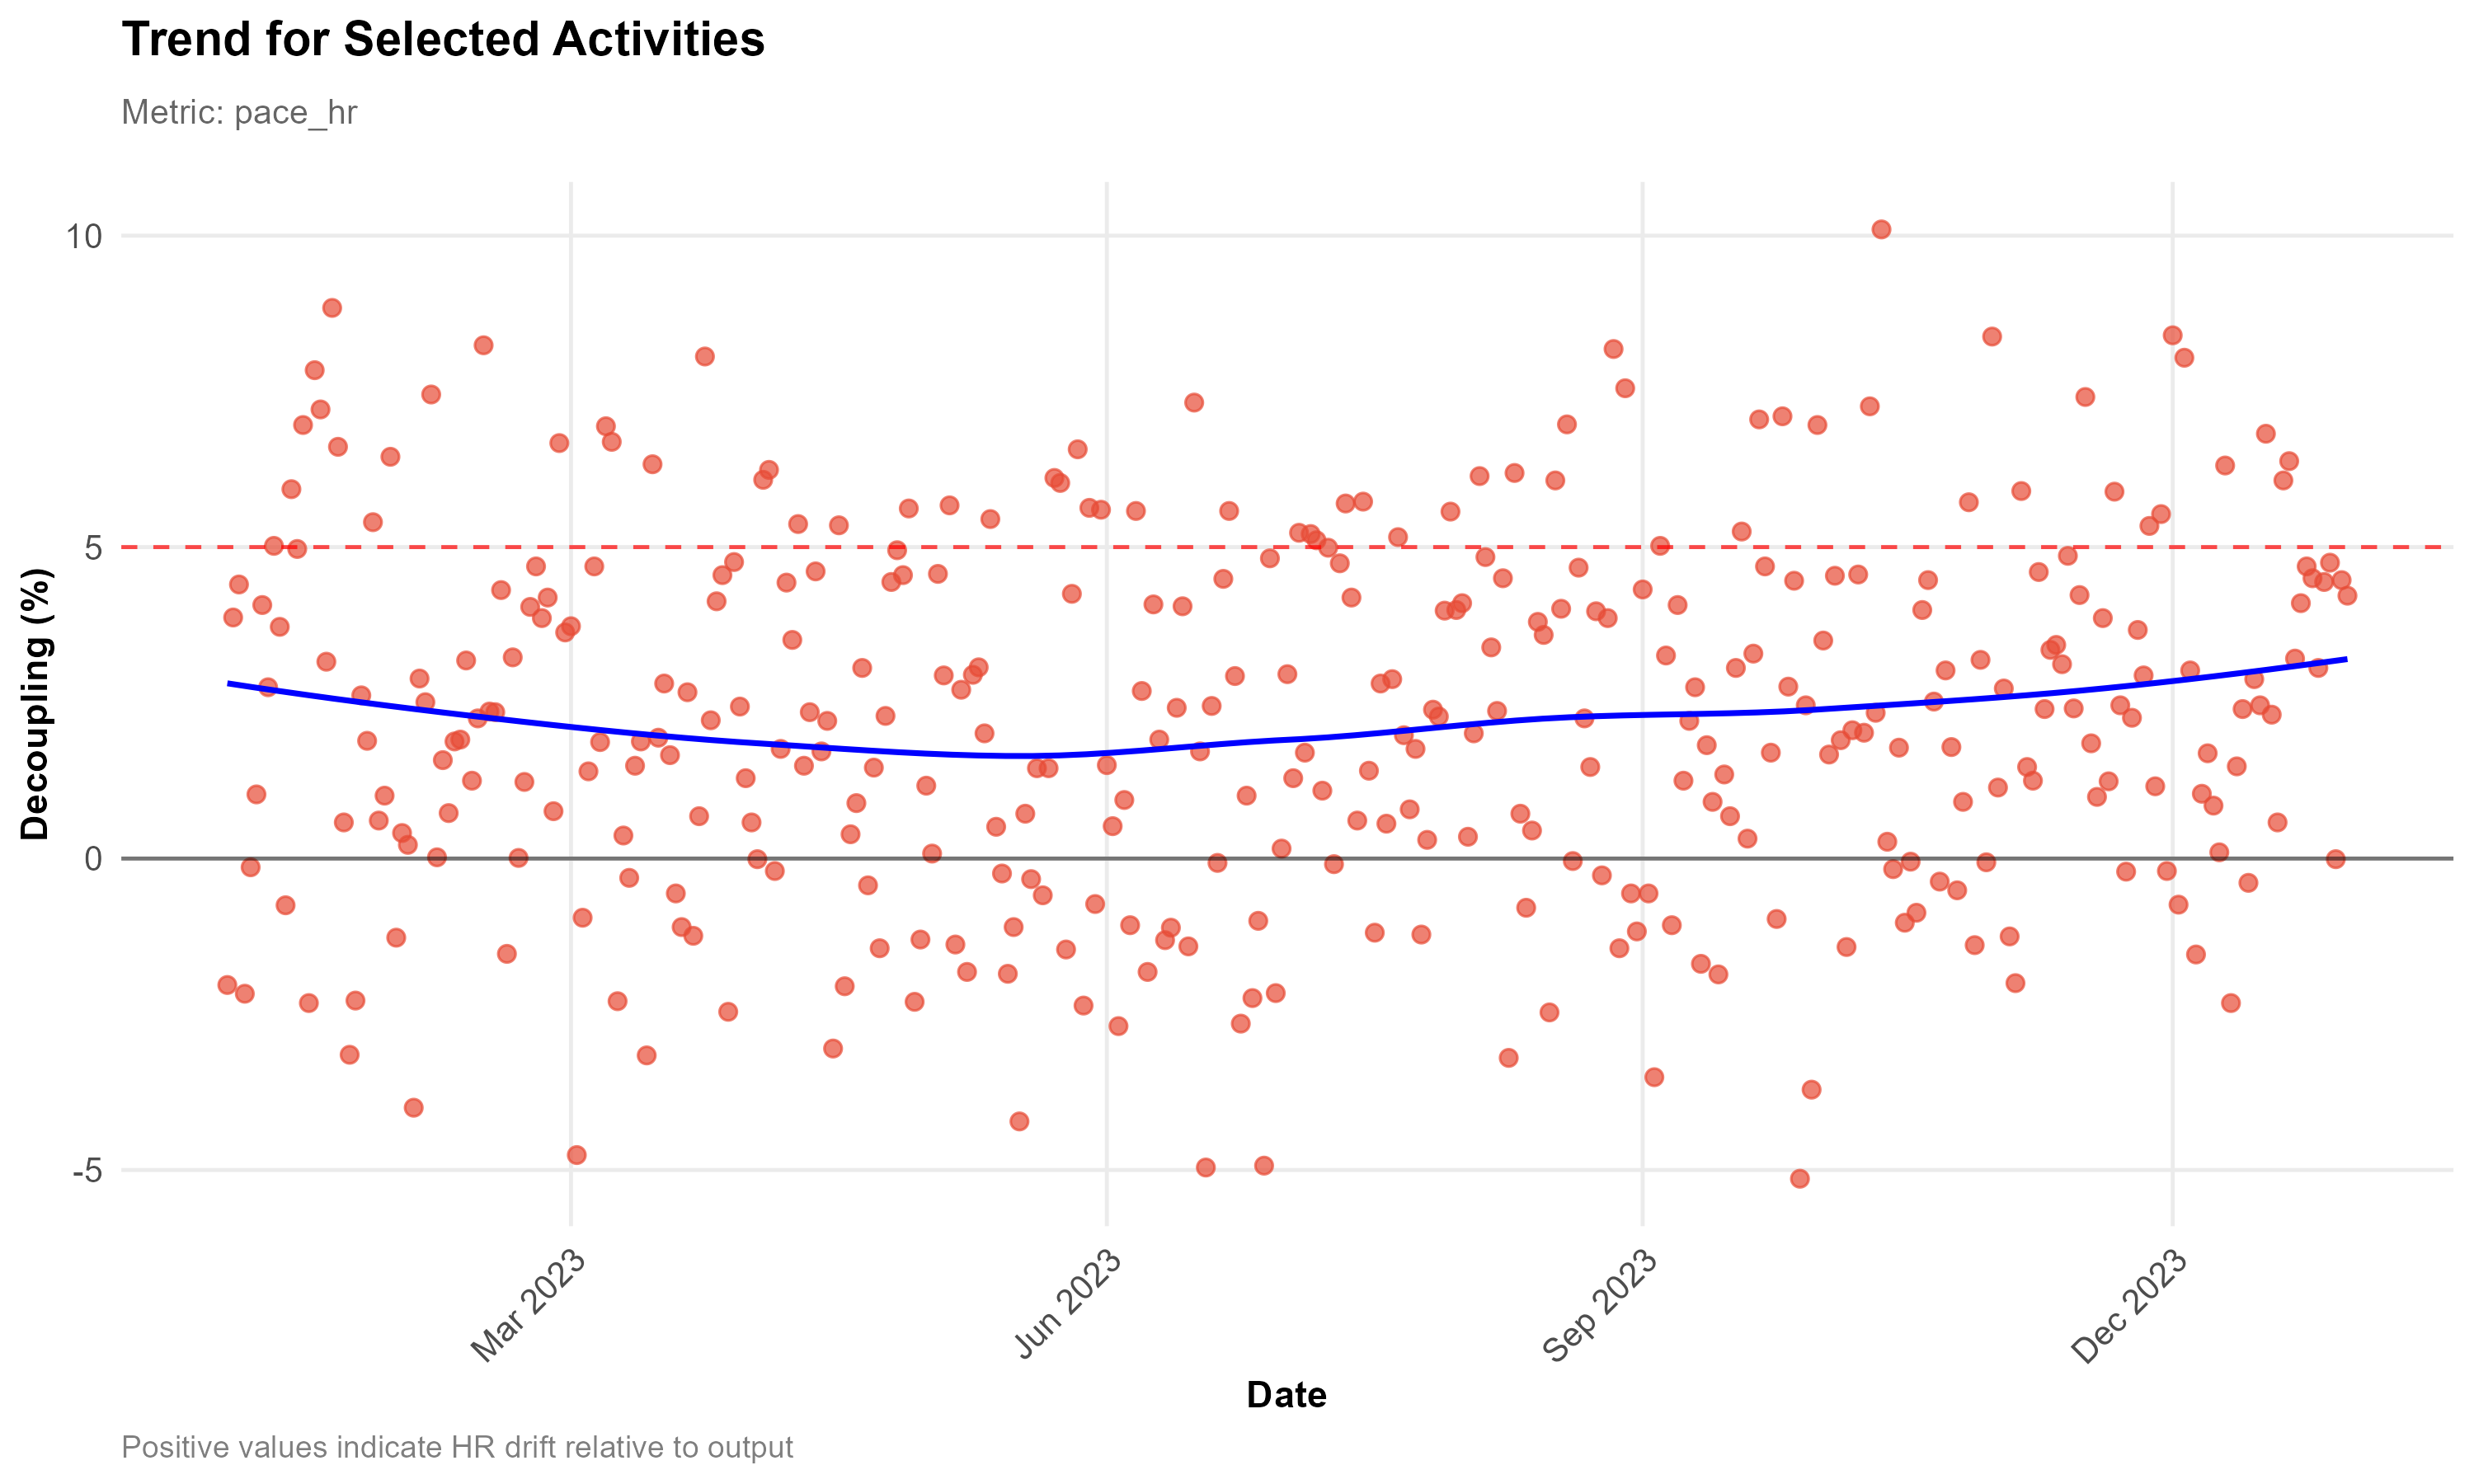 Trend for Selected Activities
Metric: pace_hr
10
5
0
-5
Decoupling (%)
Mar 2023
Jun 2023
Sep 2023
Dec 2023
Date
Positive values indicate HR drift relative to output